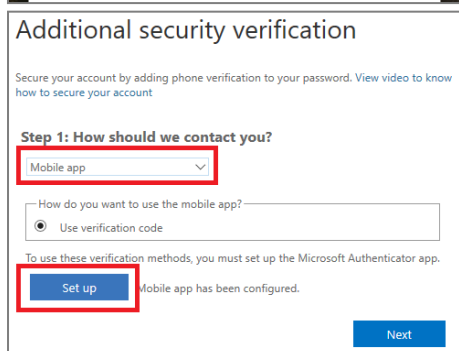 Additional security verification
Secure your account by adding phone verification to your password. View video to know
how to secure your account
Step 1: How should we contact you?
Mobile app
How do you want to use the mobile app?
Use verification code
To use these verification methods, you must set up the Microsoft Authenticator app.
Set up Mobile app has been configured.
Next